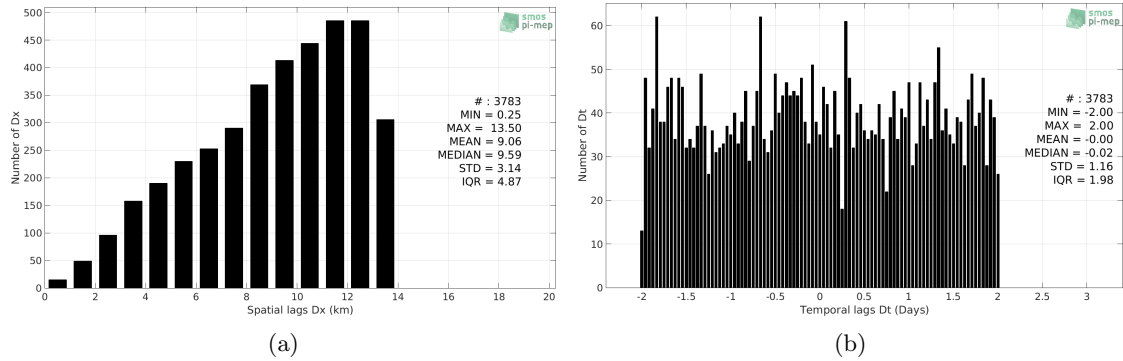 smos
pi-mep
500
450
400
350
300
250
200
150
100
50
0
Number of Dx
# : 3783
MIN = 0.25
MAX = 13.50
MEAN = 9.06
MEDIAN = 9.59
STD = 3.14
IQR = 4.87
0 2 4 6 8 10 12 14 16 18 20
Spatial lags Dx (km)
(a)
smos
pi-mep
60
50
40
30
20
10
0
Number of Dt
# : 3783
MIN = -2.00
MAX = 2.00
MEAN = -0.00
MEDIAN = -0.02
STD = 1.16
IQR = 1.98
-2 -1.5 -1 -0.5 0 0.5 1 1.5 2 2.5 3
Temporal lags Dt (Days)
(b)